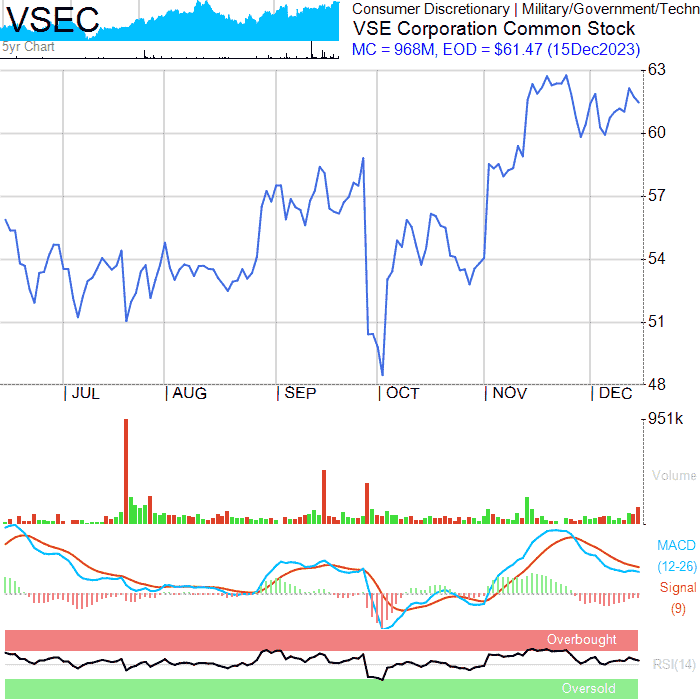 VSEC
5yr Chart
Consumer Discretionary | Military/Government/Techn
VSE Corporation Common Stock
MC = 968M, EOD = $61.47 (15Dec2023)
63
60
57
54
51
48
| JUL | AUG | SEP | OCT | NOV | DEC
951k
Volume
MACD
(12-26)
Signal
(9)
Overbought
RSI(14)
Oversold